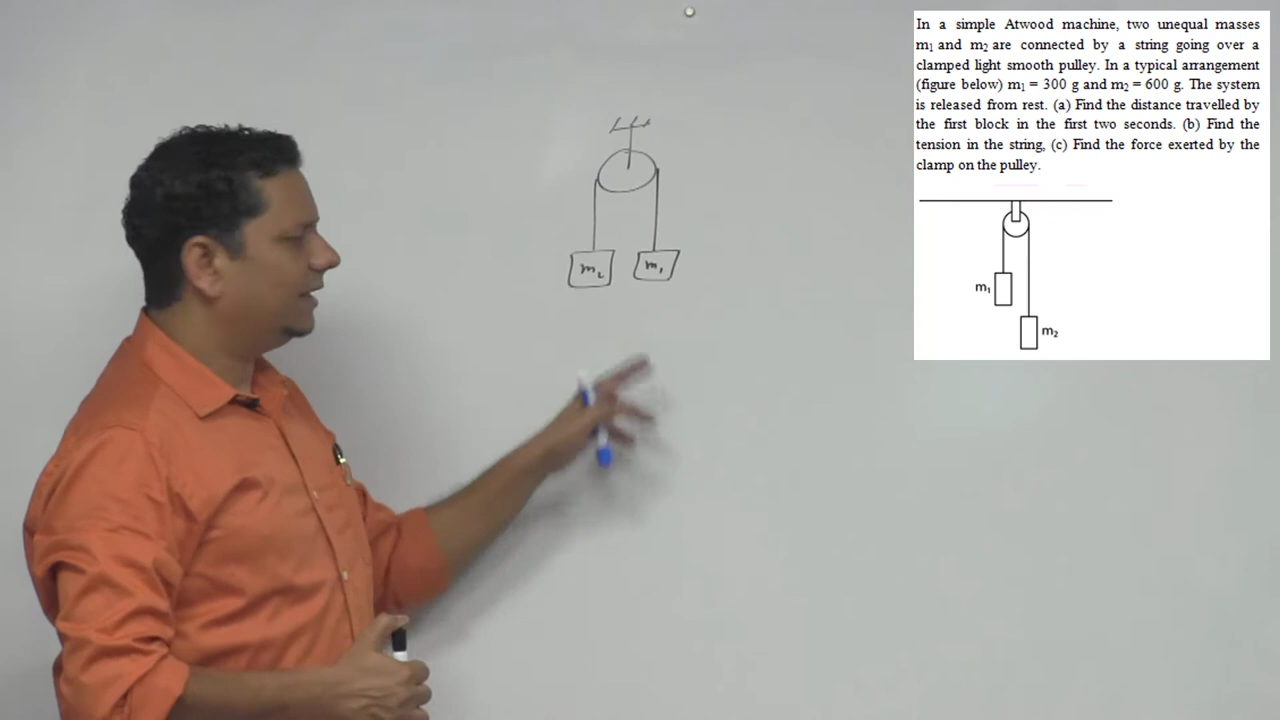 In a simple Atwood machine, two unequal masses
m₁ and m₂ are connected by a string going over a
clamped light smooth pulley. In a typical arrangement
(figure below) m₁ = 300 g and m₂ = 600 g. The system
is released from rest. (a) Find the distance travelled by
the first block in the first two seconds. (b) Find the
tension in the string, (c) Find the force exerted by the
clamp on the pulley.
m₁
m₂
m₂ m₁